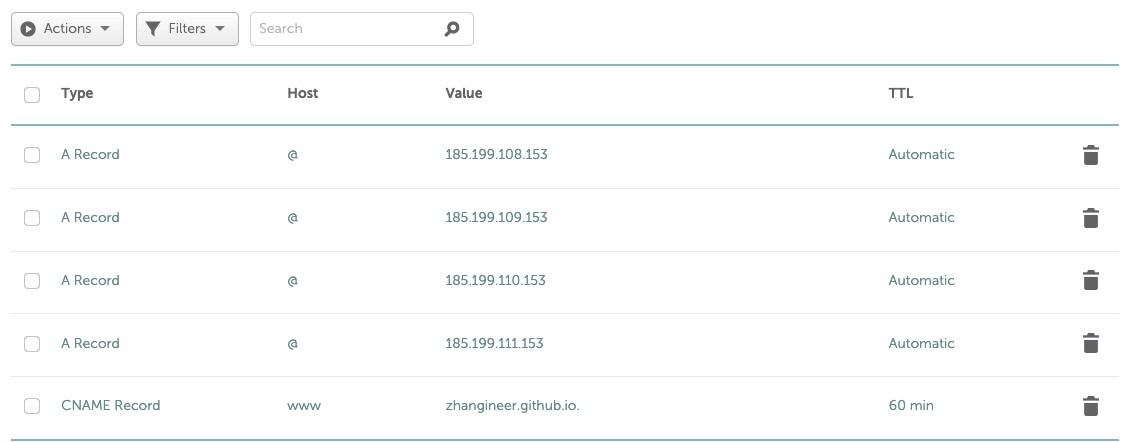 Actions Filters Search
Type Host Value TTL
A Record @ 185.199.108.153 Automatic
A Record @ 185.199.109.153 Automatic
A Record @ 185.199.110.153 Automatic
A Record @ 185.199.111.153 Automatic
CNAME Record www zhangineer.github.io. 60 min